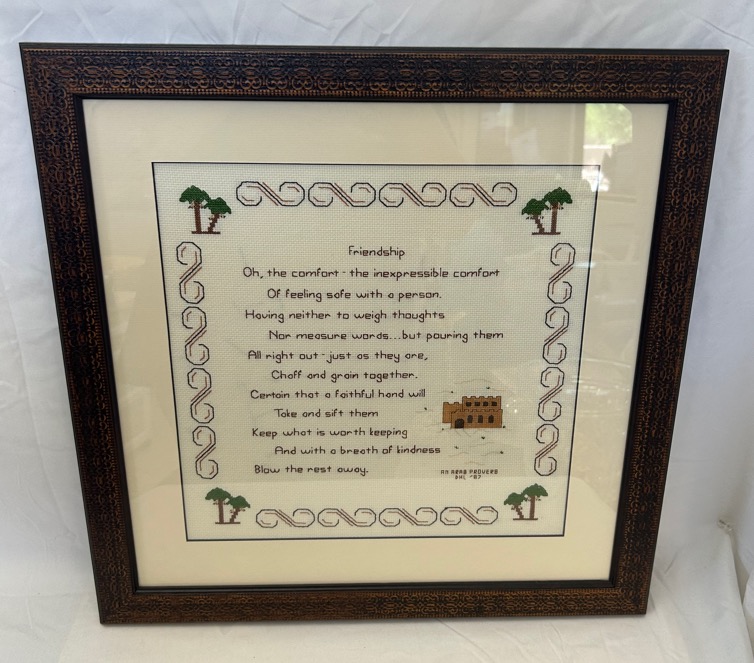 Friendship
Oh, the comfort - the inexpressible comfort
Of feeling safe with a person.
Having neither to weigh thoughts
Nor measure words...but pouring them
All right out - just as they are,
Chaff and grain together.
Certain that a faithful hand will
Take and sift them
Keep what is worth keeping
And with a breath of kindness
Blow the rest away.
AN ARAB PROVERB
DHL '87